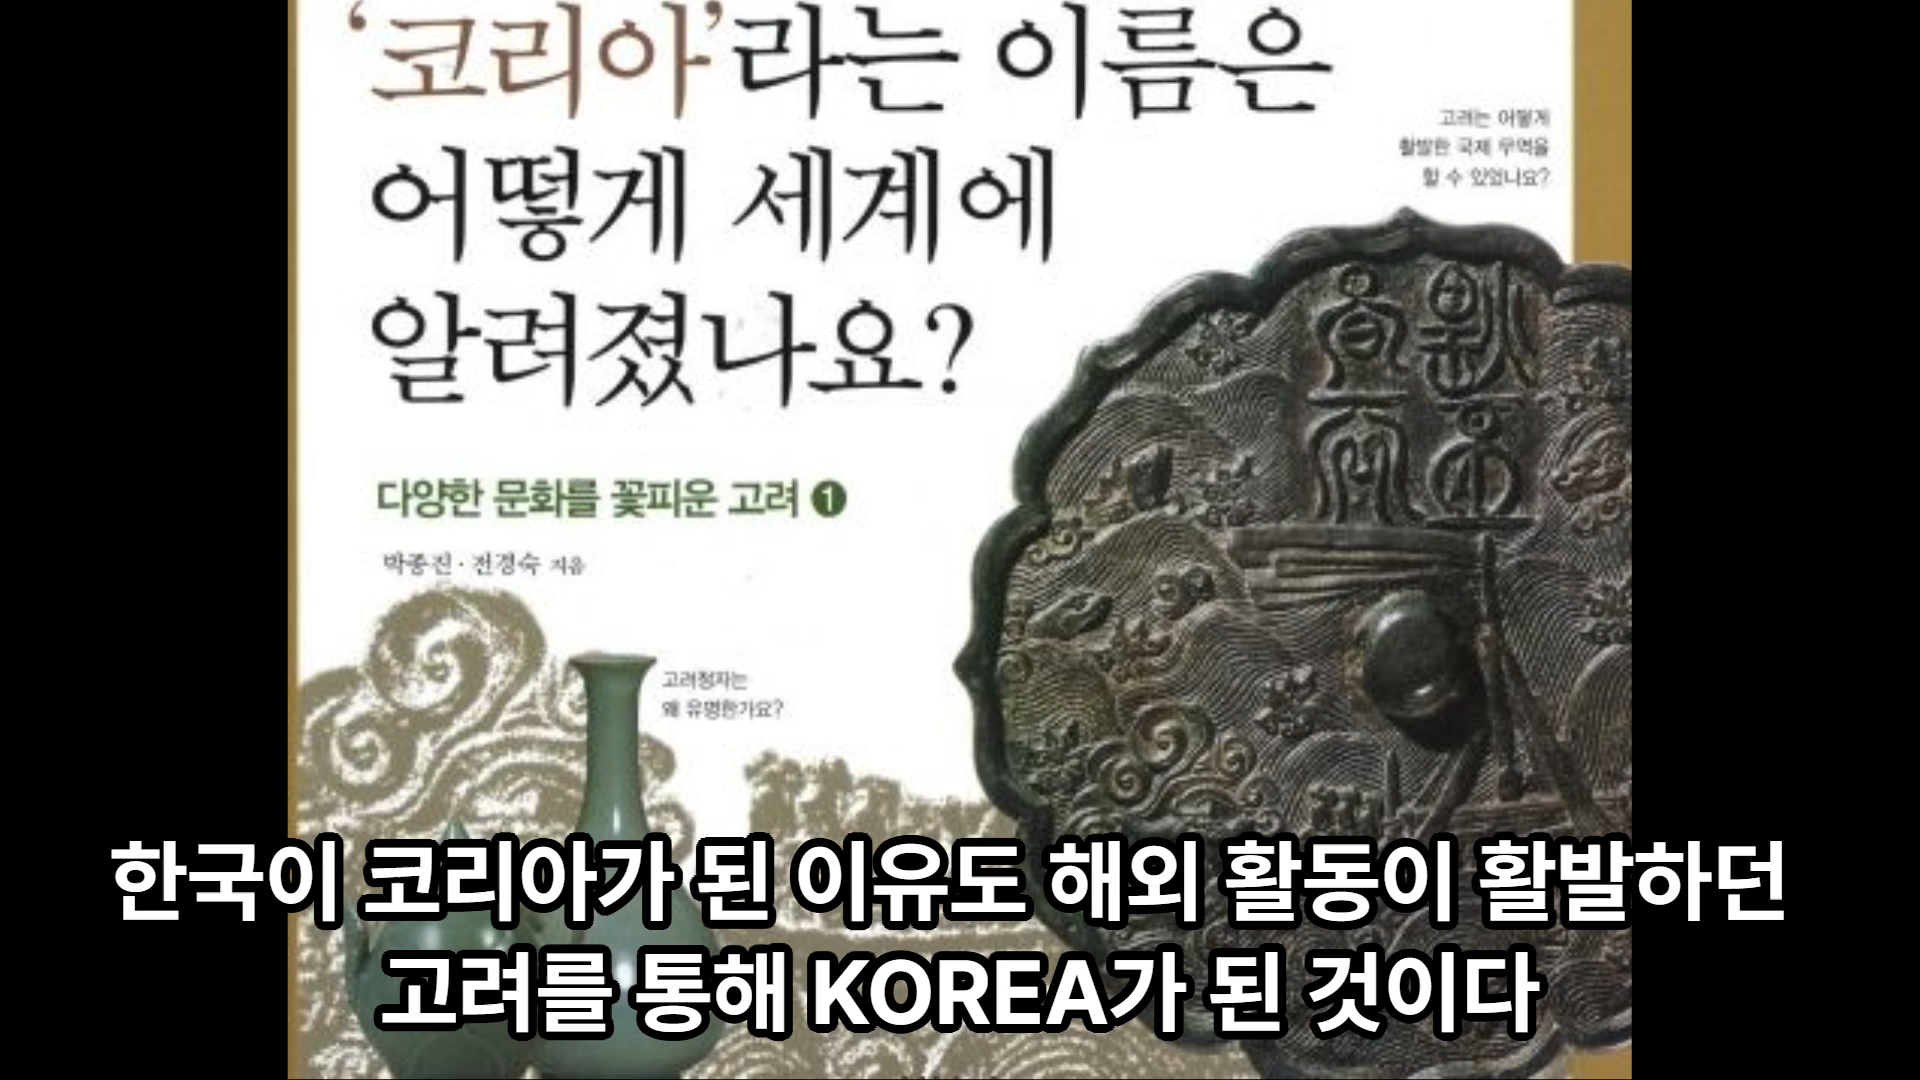 '코리아'라는 이름은
어떻게 세계에
알려졌나요?
고려는 어떻게
활발한 국제 무역을
할 수 있었나요?
다양한 문화를 꽃피운 고려 1
박종진 · 전경숙 지음
고려청자는
왜 유명한가요?
한국이 코리아가 된 이유도 해외 활동이 활발하던
고려를 통해 KOREA가 된 것이다